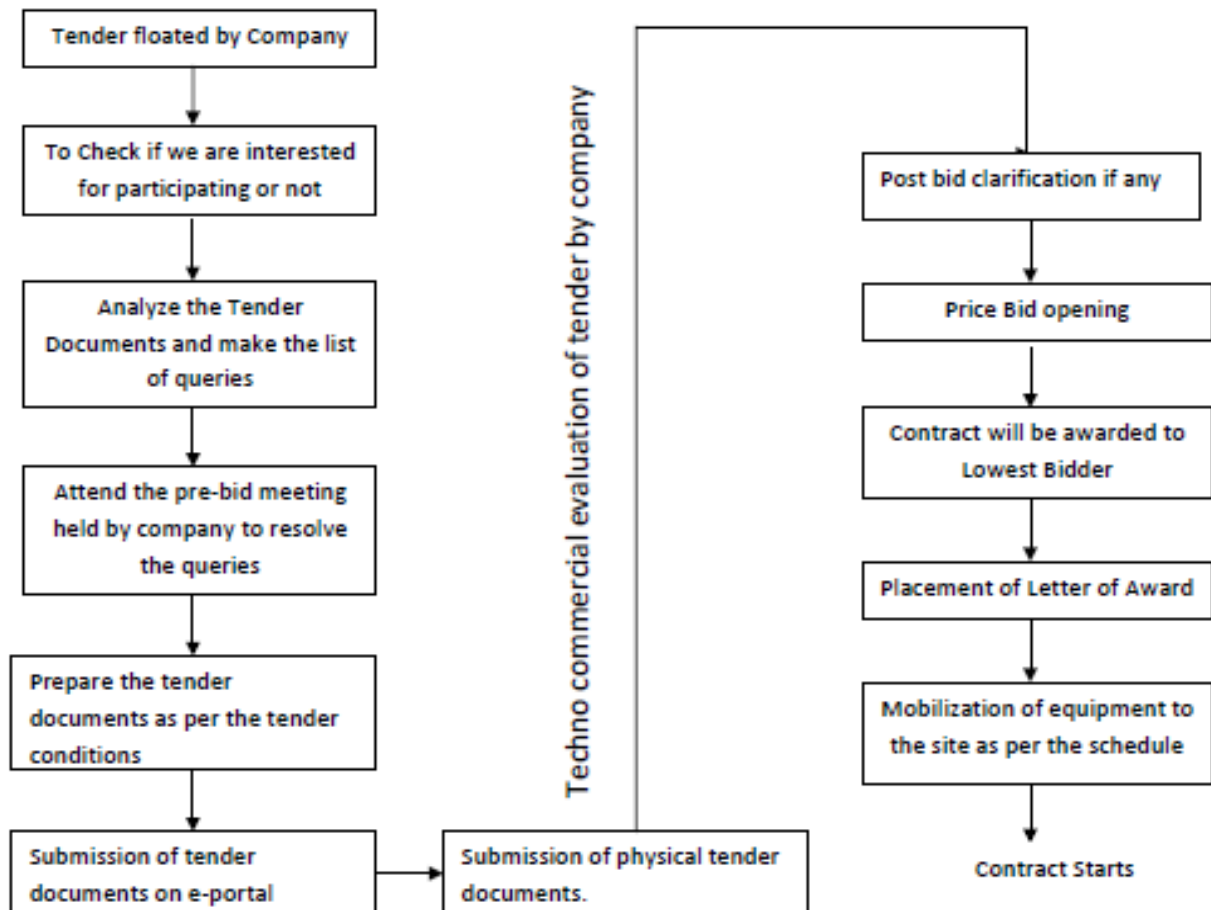 Tender floated by Company
To Check if we are interested
for participating or not
Analyze the Tender
Documents and make the list
of queries
Attend the pre-bid meeting
held by company to resolve
the queries
Prepare the tender
documents as per the tender
conditions
Submission of tender
documents on e-portal
Submission of physical tender
documents.
Techno commercial evaluation of tender by company
Post bid clarification if any
Price Bid opening
Contract will be awarded to
Lowest Bidder
Placement of Letter of Award
Mobilization of equipment to
the site as per the schedule
Contract Starts